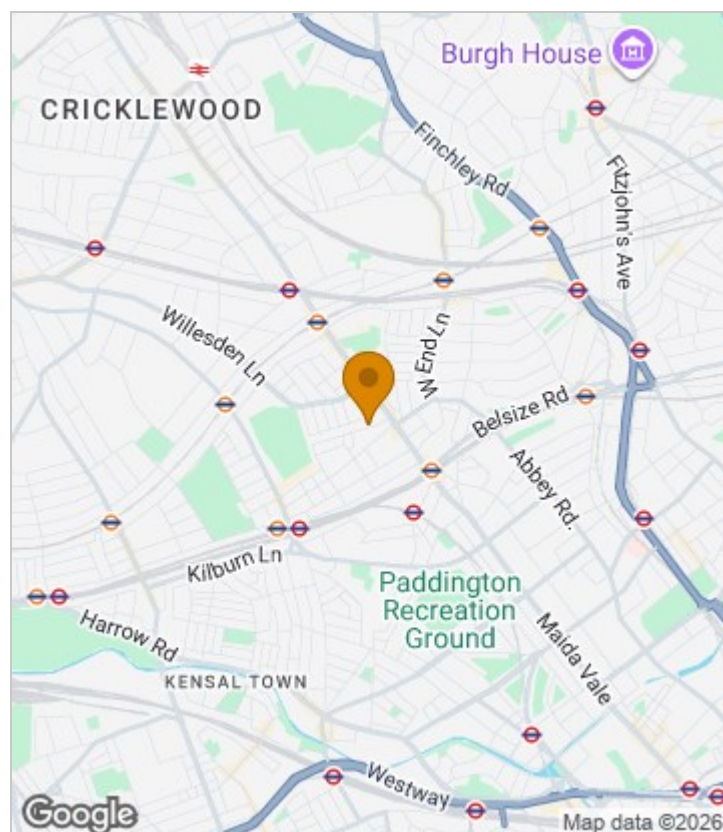 Burgh House
CRICKLEWOOD
Finchley Rd
Fitzjohn's Ave
Willesden Ln
W End Ln
Belsize Rd
Abbey Rd.
Kilburn Ln
Paddington
Recreation
Ground
Harrow Rd
Maida Vale
KENSAL TOWN
Westway
Google
Map data ©2026